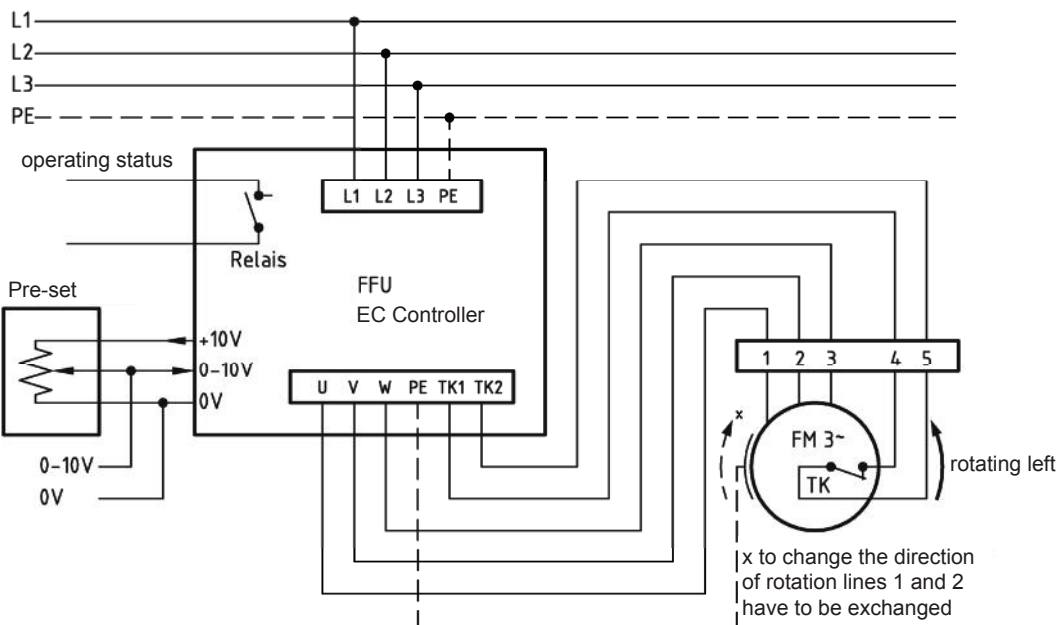 L1
L2
L3
PE
operating status
L1 L2 L3 PE
Relais
FFU
EC Controller
Pre-set
+10V
0-10V
0V
U V W PE TK1 TK2
1 2 3 4 5
x
FM 3~
TK
rotating left
0-10V
0V
x to change the direction
of rotation lines 1 and 2
have to be exchanged